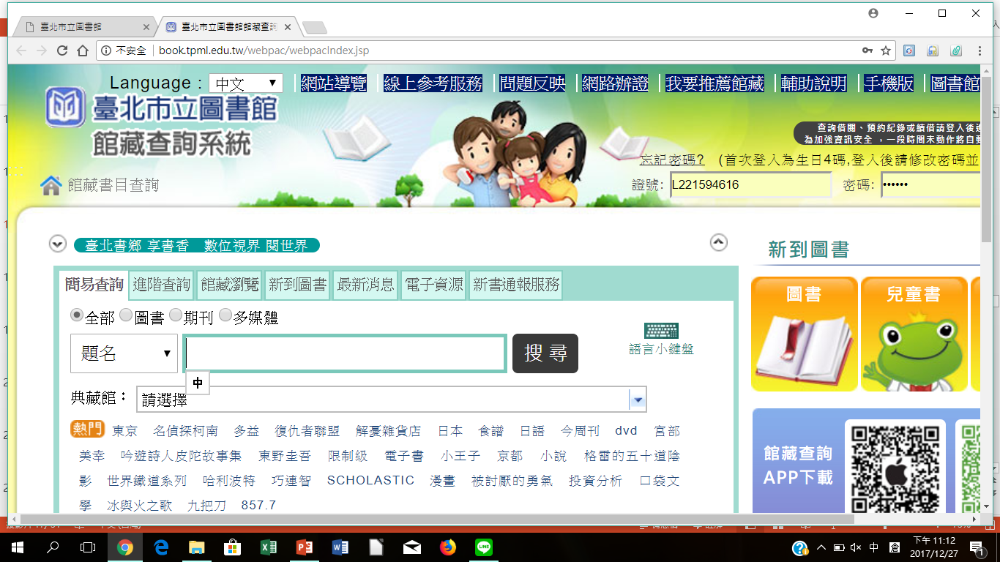 臺北市立圖書館
臺北市立圖書館館藏查詢
不安全 book.tpml.edu.tw/webpac/webpacIndex.jsp
Language : 中文 網站導覽 線上參考服務 問題反映 網路辦證 我要推薦館藏 輔助說明 手機版 圖書館
臺北市立圖書館
館藏查詢系統
查詢借閱、預約紀錄或續借請登入後
為加強資訊安全,一段時間未動作將自動
忘記密碼? (首次登入為生日4碼,登入後請修改密碼並
館藏書目查詢
證號: L221594616 密碼: ••••••
臺北書鄉 享書香 數位視界 閱世界
簡易查詢 進階查詢 館藏瀏覽 新到圖書 最新消息 電子資源 新書通報服務
全部 圖書 期刊 多媒體
題名 搜尋
語言小鍵盤
中
典藏館: 請選擇
熱門 東京 名偵探柯南 多益 復仇者聯盟 解憂雜貨店 日本 食譜 日語 今周刊 dvd 宮部
美幸 吟遊詩人皮陀故事集 東野圭吾 限制級 電子書 小王子 京都 小說 格雷的五十道陰
影 世界鐵道系列 哈利波特 巧連智 SCHOLASTIC 漫畫 被討厭的勇氣 投資分析 口袋文
學 冰與火之歌 九把刀 857.7
新到圖書
圖書 兒童書
館藏查詢
APP下載
中 倉 下午 11:12
2017/12/27
1